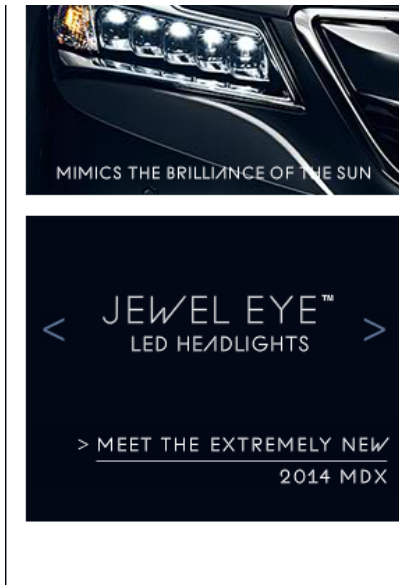 MIMICS THE BRILLIANCE OF THE SUN
JEWEL EYE™
< >
LED HEADLIGHTS
> MEET THE EXTREMELY NEW
2014 MDX